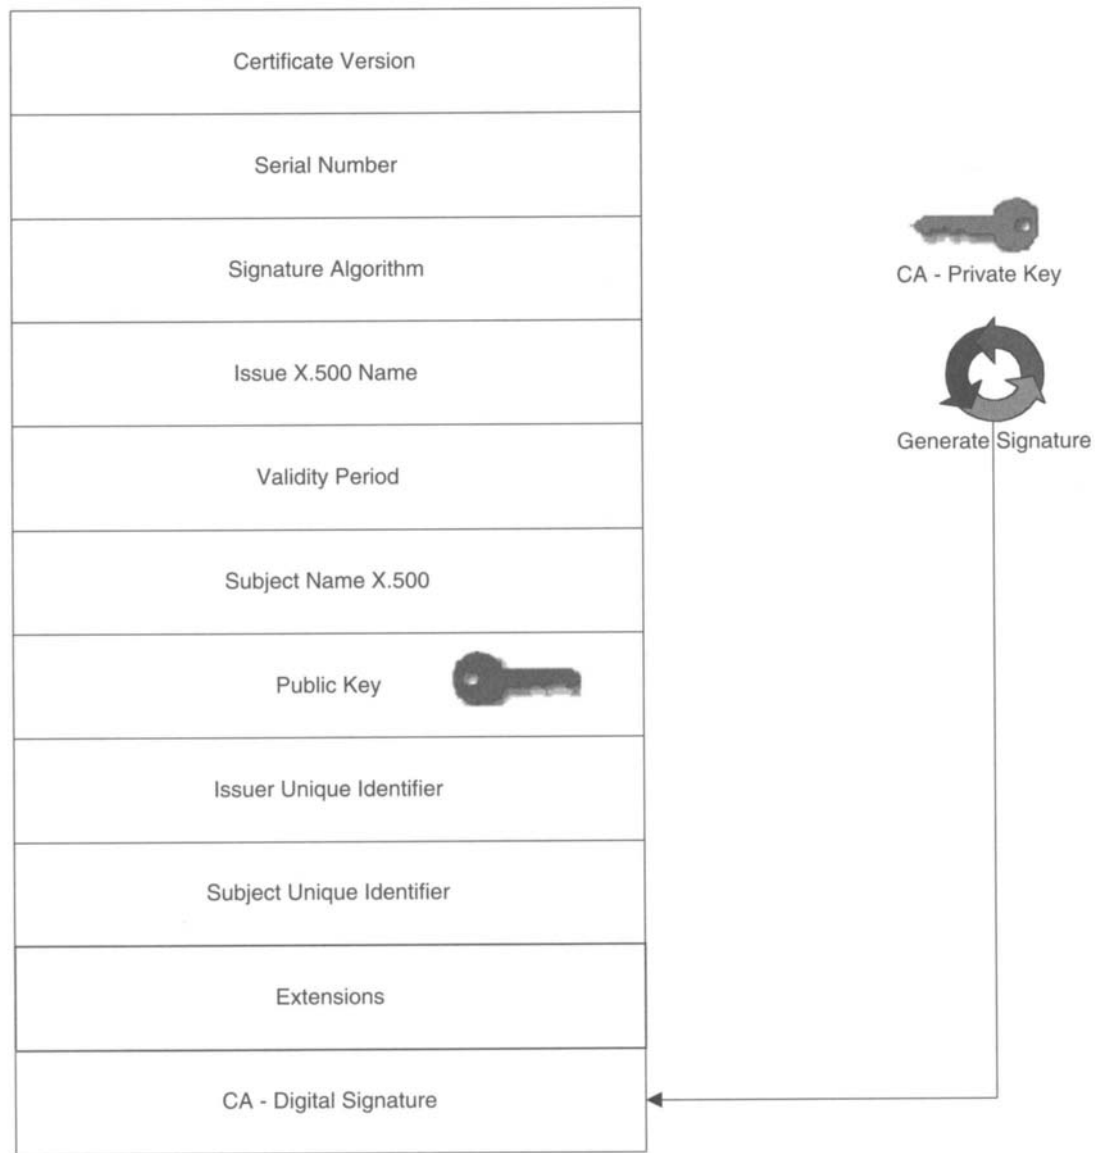 Certificate Version
Serial Number
Signature Algorithm
CA - Private Key
Issue X.500 Name
Generate Signature
Validity Period
Subject Name X.500
Public Key
Issuer Unique Identifier
Subject Unique Identifier
Extensions
CA - Digital Signature